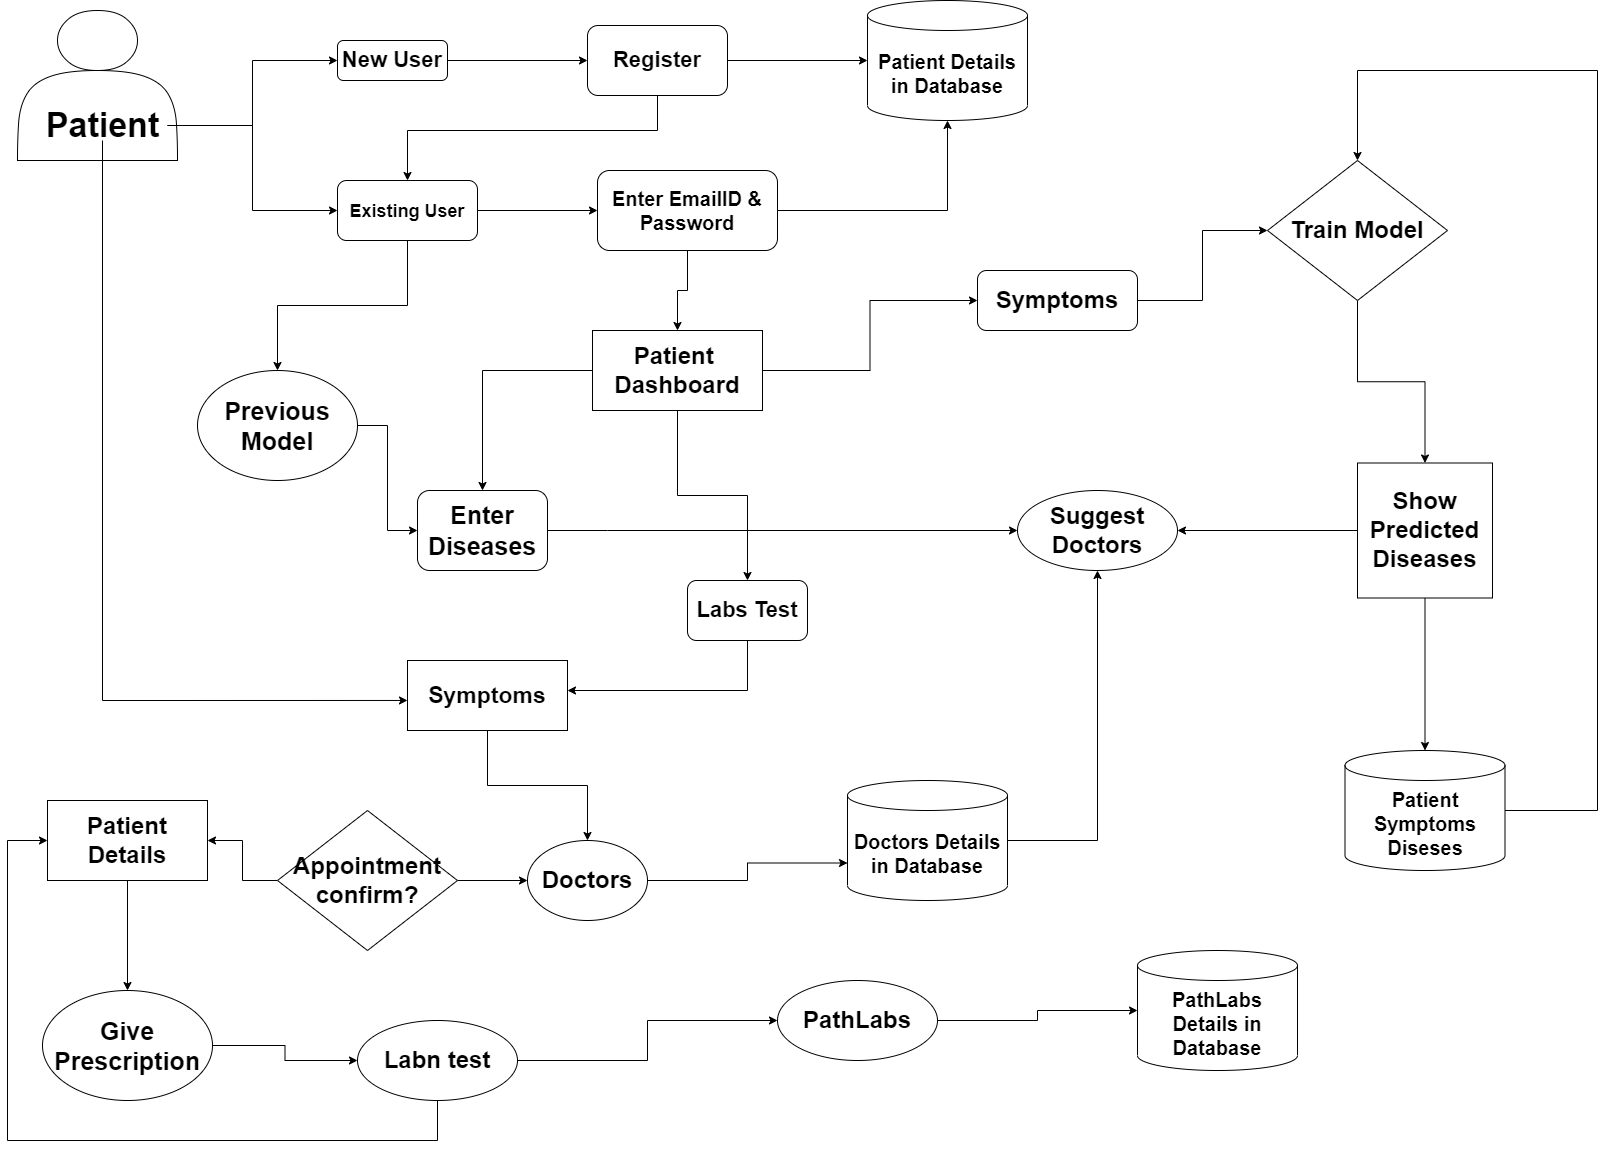 Patient
New User
Register
Patient Details
in Database
Existing User
Enter EmailID &
Password
Train Model
Symptoms
Patient
Dashboard
Previous
Model
Enter
Diseases
Suggest
Doctors
Show
Predicted
Diseases
Labs Test
Symptoms
Patient
Details
Appointment
confirm?
Doctors
Doctors Details
in Database
Patient
Symptoms
Diseses
Give
Prescription
Labn test
PathLabs
PathLabs
Details in
Database